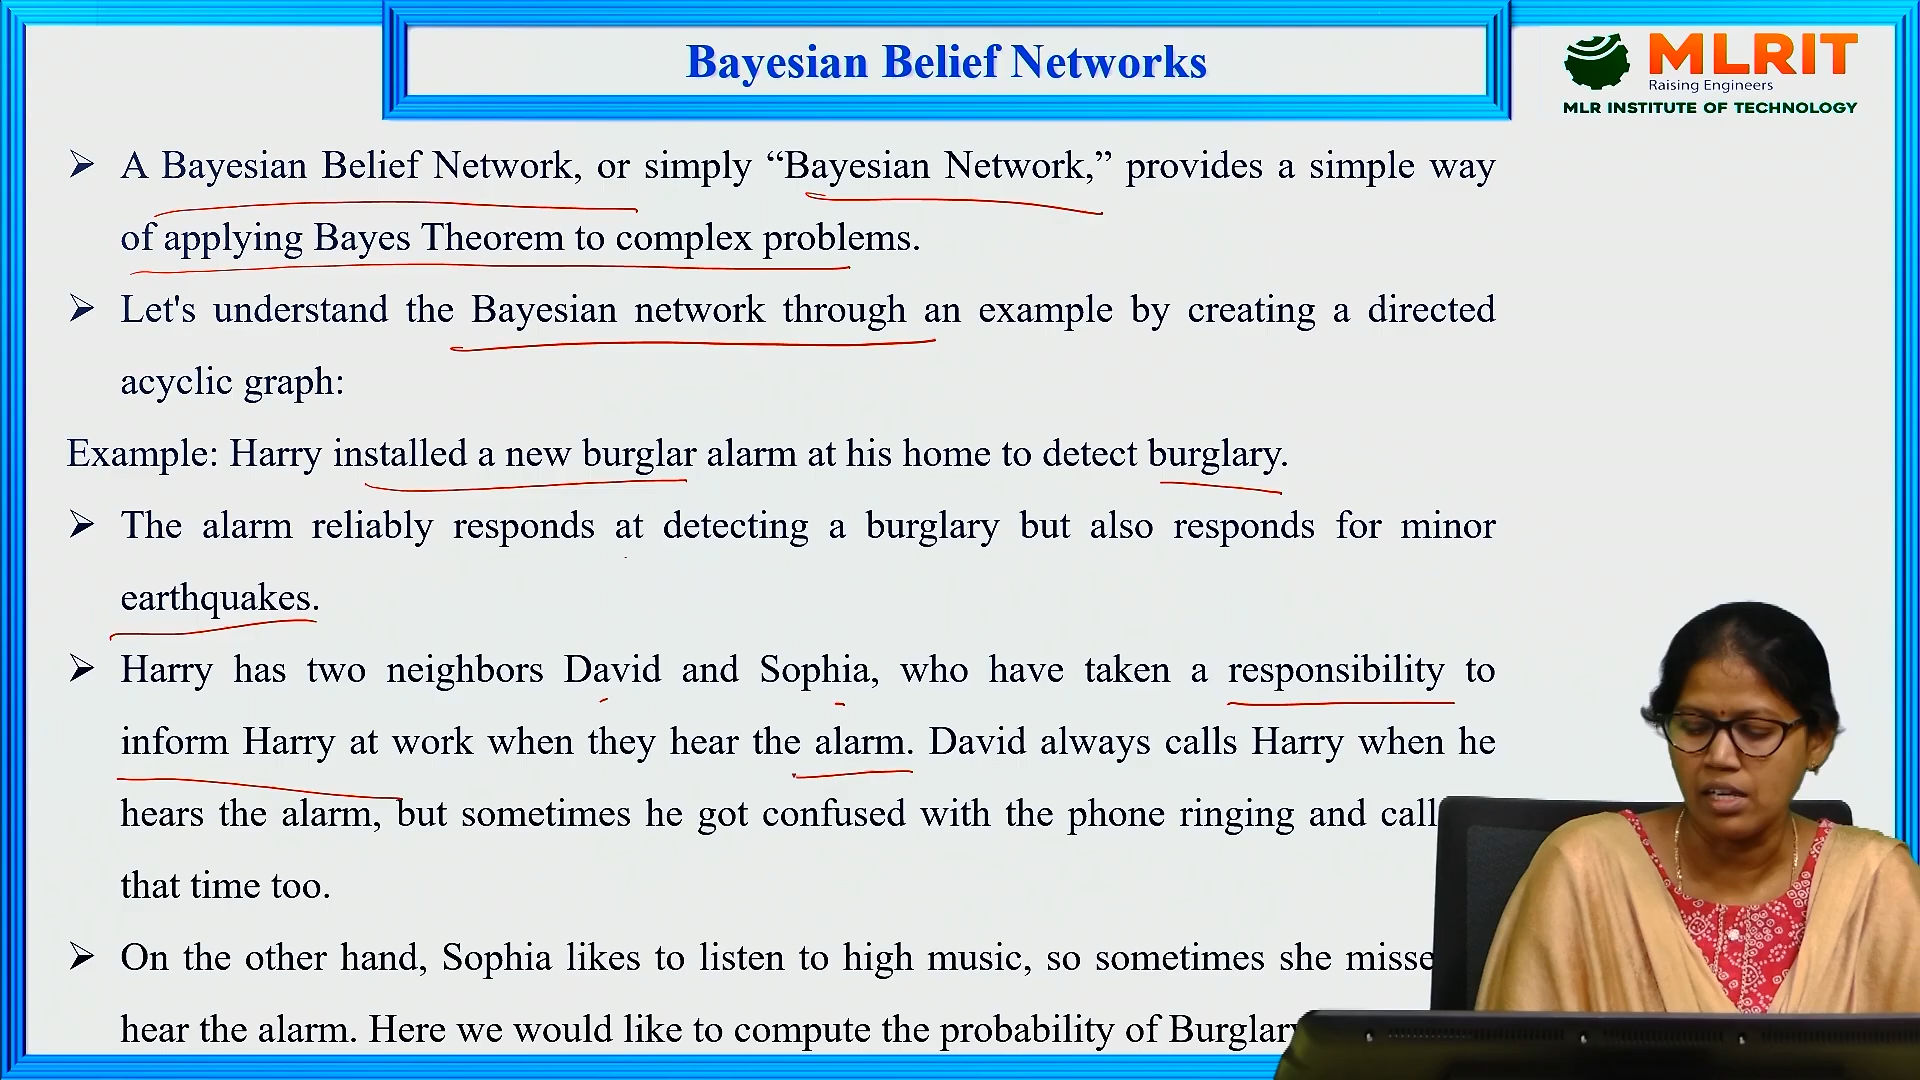 Bayesian Belief Networks
MLRIT
Raising Engineers
MLR INSTITUTE OF TECHNOLOGY
➢ A Bayesian Belief Network, or simply “Bayesian Network,” provides a simple way
of applying Bayes Theorem to complex problems.
➢ Let's understand the Bayesian network through an example by creating a directed
acyclic graph:
Example: Harry installed a new burglar alarm at his home to detect burglary.
➢ The alarm reliably responds at detecting a burglary but also responds for minor
earthquakes.
➢ Harry has two neighbors David and Sophia, who have taken a responsibility to
inform Harry at work when they hear the alarm. David always calls Harry when he
hears the alarm, but sometimes he got confused with the phone ringing and call
that time too.
➢ On the other hand, Sophia likes to listen to high music, so sometimes she misse
hear the alarm. Here we would like to compute the probability of Burglary